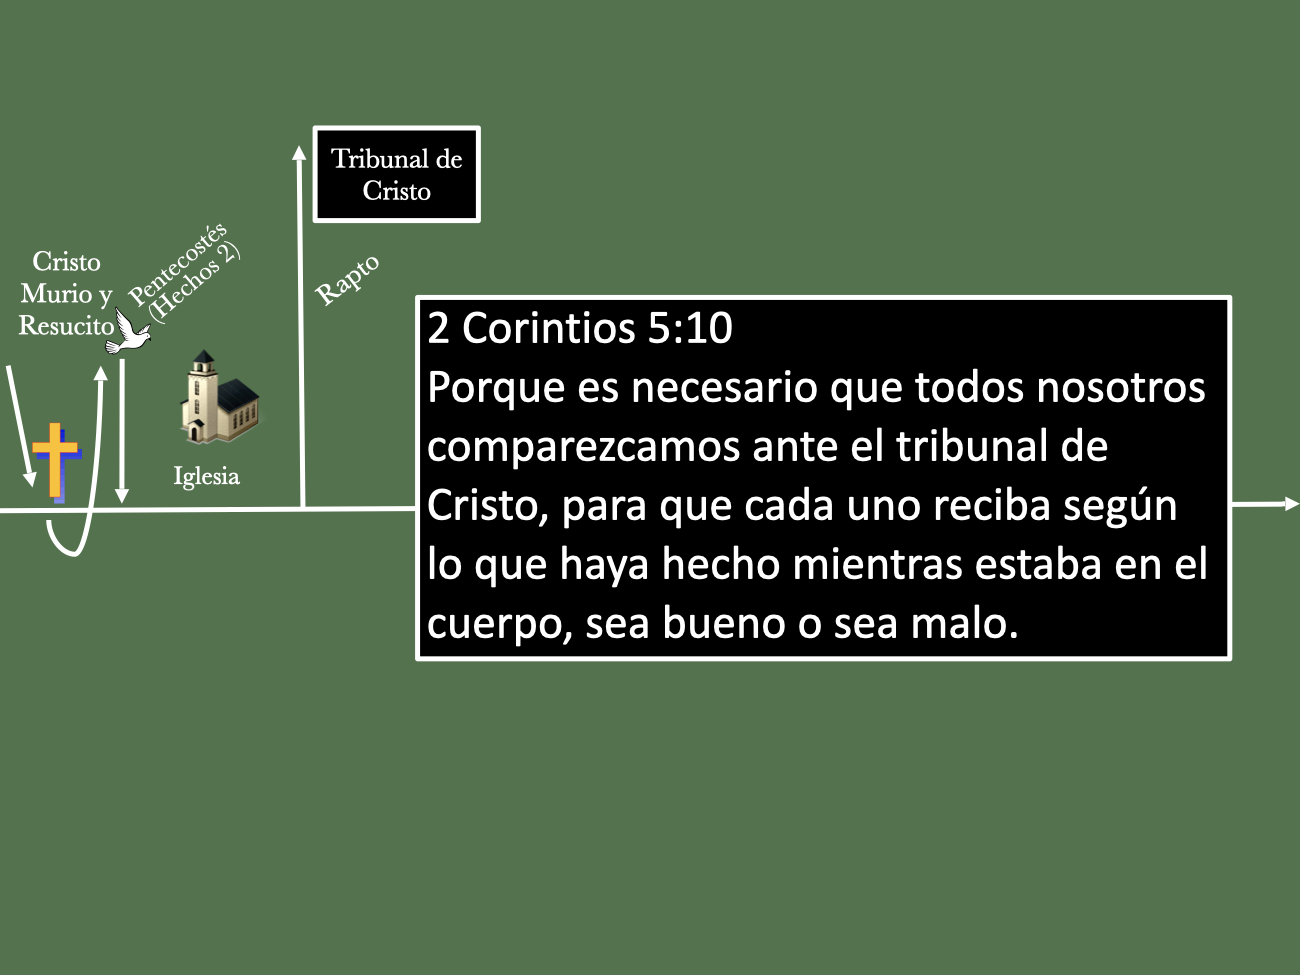 Tribunal de
Cristo
Cristo
Murio y
Resucito
Pentecostés
(Hechos 2)
Rapto
Iglesia
2 Corintios 5:10
Porque es necesario que todos nosotros
comparezcamos ante el tribunal de
Cristo, para que cada uno reciba según
lo que haya hecho mientras estaba en el
cuerpo, sea bueno o sea malo.